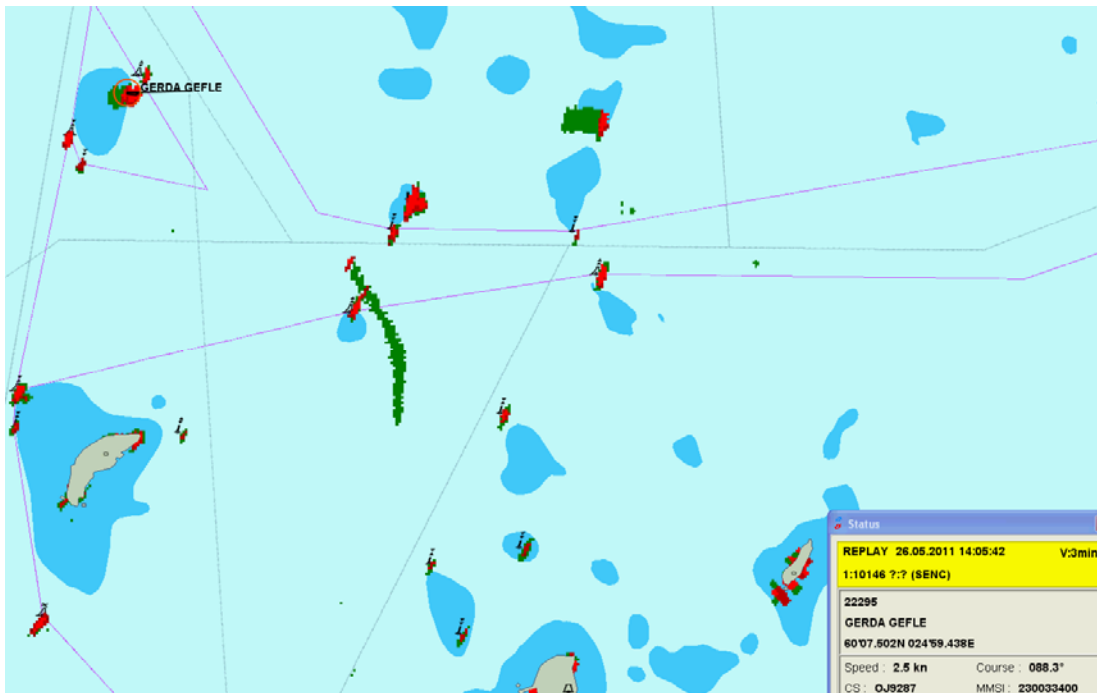 GERDA GEFLE
Status
REPLAY 26.05.2011 14:05:42 V:3min
1:10146 ?:? (SENC)
22295
GERDA GEFLE
60°07.502N 024°59.438E
Speed : 2.5 kn Course : 088.3°
CS : OJ9287 MMSI : 230033400